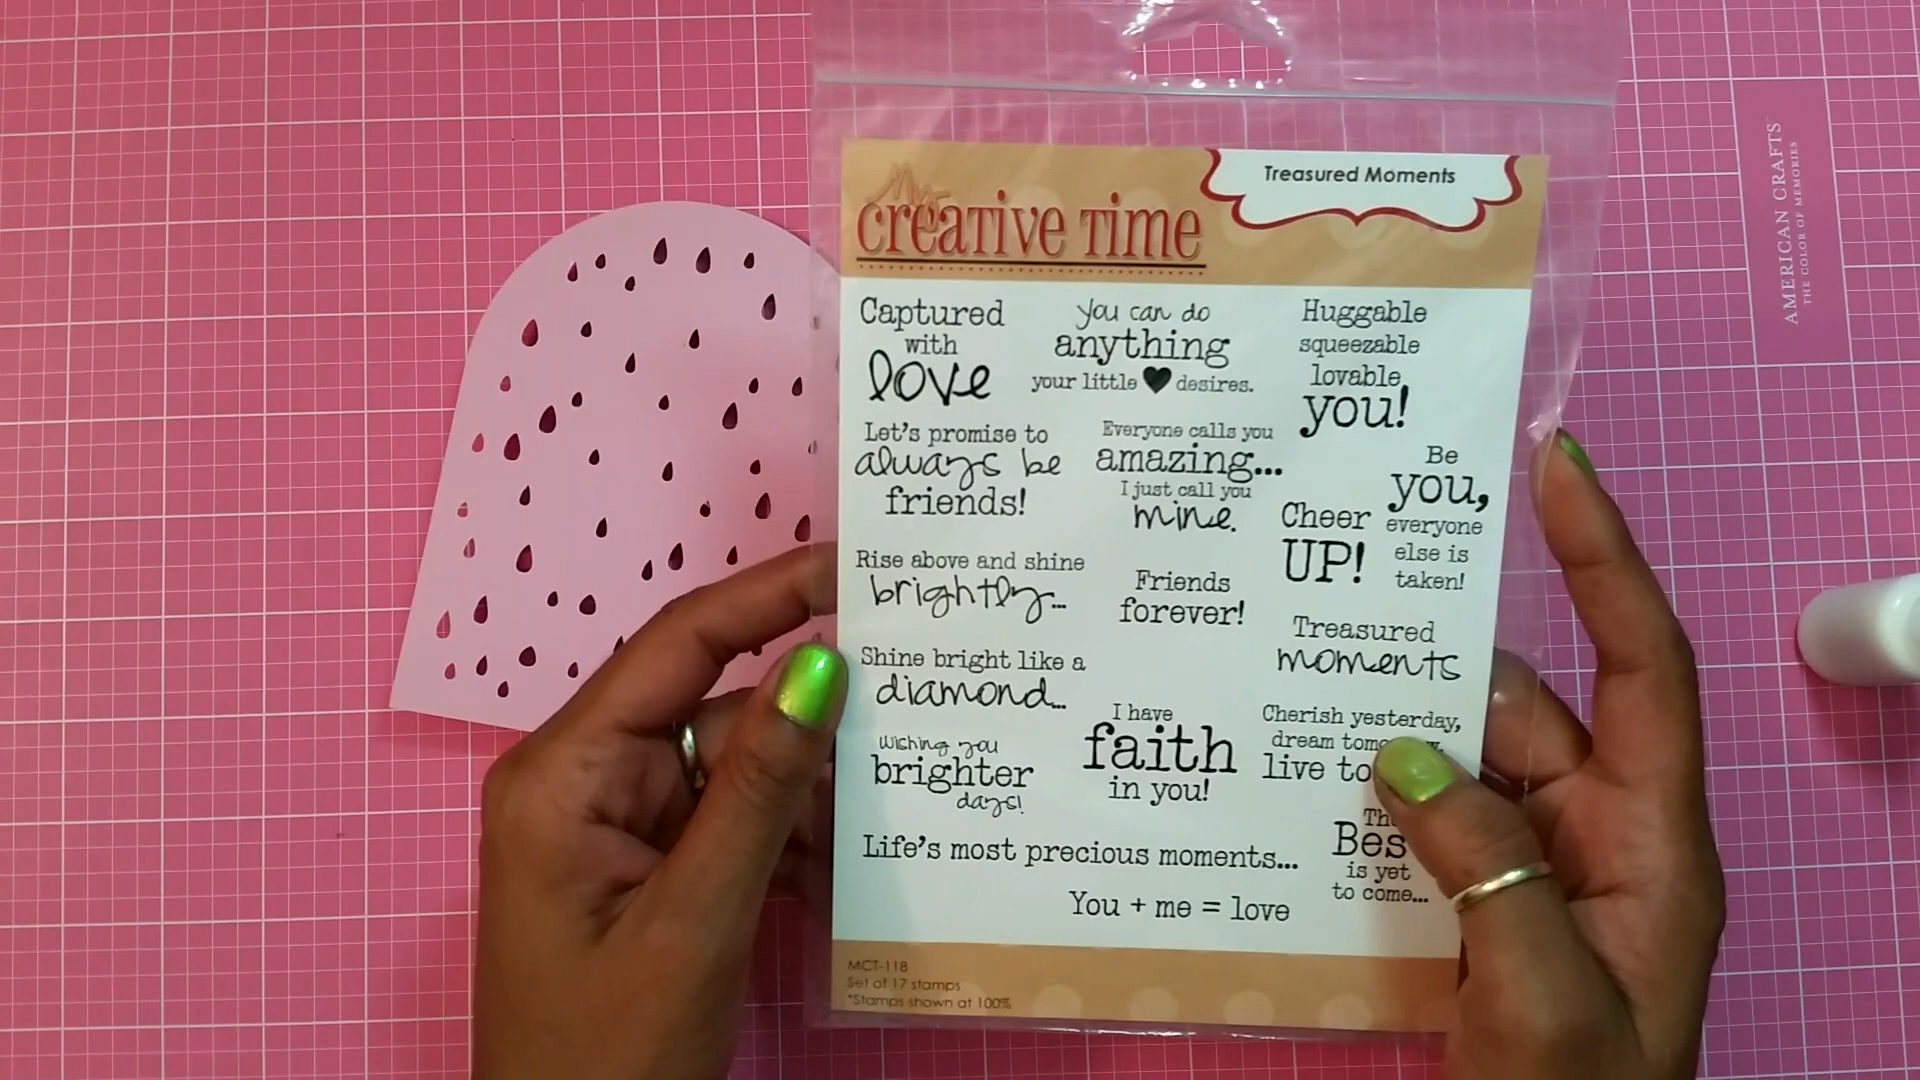 Treasured Moments
My
creative Time
Captured
with
love
You can do
anything
your little desires.
Huggable
squeezable
lovable
you!
Let's promise to
always be
friends!
Everyone calls you
amazing...
I just call you
mine.
Be
you,
everyone
else is
taken!
Cheer
UP!
Rise above and shine
brightly...
Friends
forever!
Treasured
moments
Shine bright like a
diamond...
I have
faith
in you!
Cherish yesterday,
dream
live
Wishing you
brighter
days!
Life's most precious moments...
is yet
to come...
You + me = love
MCT-118
Set of 17 stamps
*Stamps shown at 100%
AMERICAN CRAFTS
THE COLOR OF MEMORIES